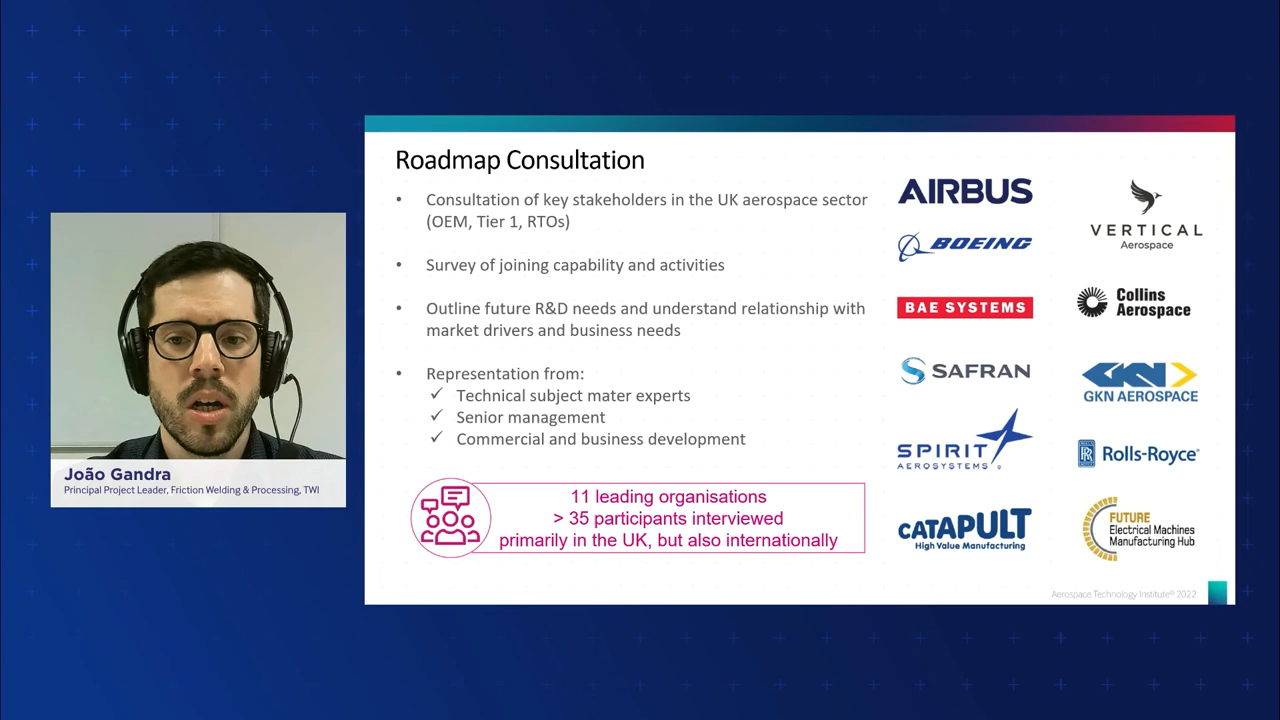 Roadmap Consultation
• Consultation of key stakeholders in the UK aerospace sector
(OEM, Tier 1, RTOs)
• Survey of joining capability and activities
• Outline future R&D needs and understand relationship with
market drivers and business needs
• Representation from:
✓ Technical subject mater experts
✓ Senior management
✓ Commercial and business development
11 leading organisations
> 35 participants interviewed
primarily in the UK, but also internationally
AIRBUS
VERTICAL
Aerospace
BOEING
BAE SYSTEMS
Collins
Aerospace
SAFRAN
GKN
GKN AEROSPACE
SPIRIT
AEROSYSTEMS
RR
Rolls-Royce
CATAPULT
High Value Manufacturing
FUTURE
Electrical Machines
Manufacturing Hub
Aerospace Technology Institute© 2022
João Gandra
Principal Project Leader, Friction Welding & Processing, TWI